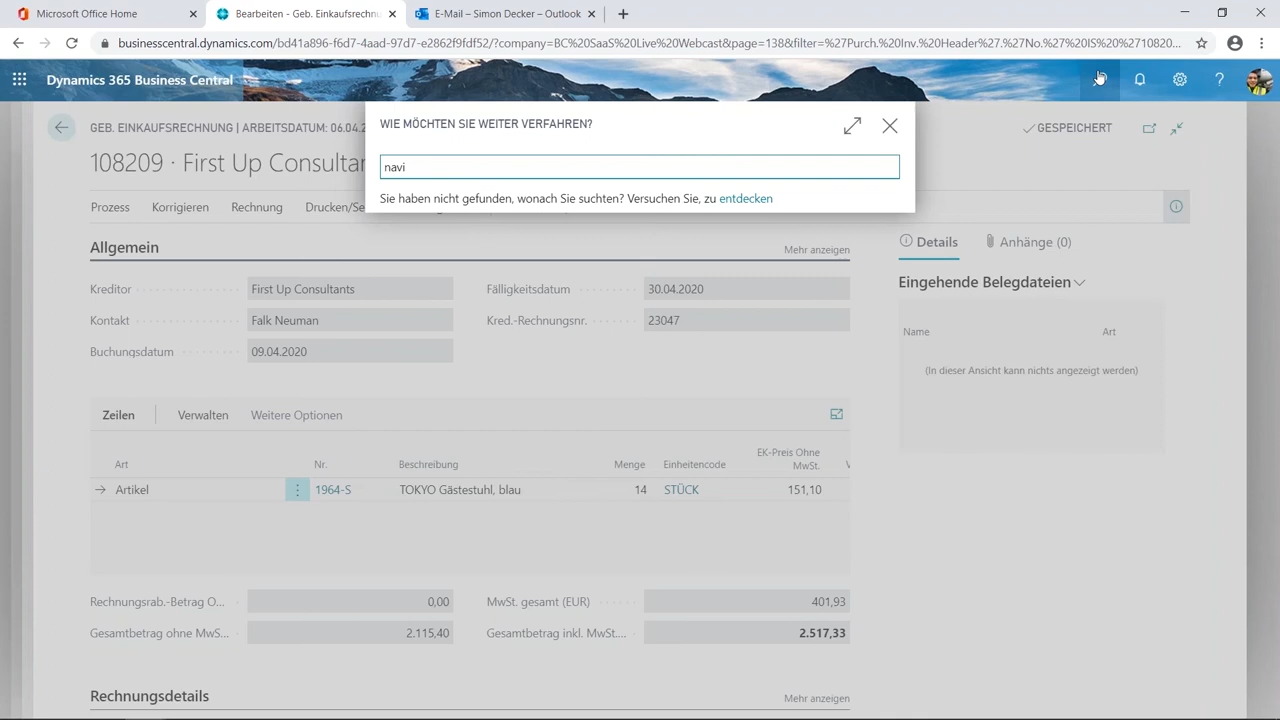 Microsoft Office Home
Bearbeiten - Geb. Einkaufsrechnu
E-Mail – Simon Decker – Outlook
businesscentral.dynamics.com/bd41a896-f6d7-4aad-97d7-e2862f9fdf52/?company=BC%20SaaS%20Live%20Webcast&page=138&filter=%27Purch.%20Inv.%20Header%27.%27No.%27%20IS%20%2710820...
Dynamics 365 Business Central
GEB. EINKAUFSRECHNUNG | ARBEITSDATUM: 06.04.2
WIE MÖCHTEN SIE WEITER VERFAHREN?
GESPEICHERT
108209 · First Up Consultar
navi
Sie haben nicht gefunden, wonach Sie suchten? Versuchen Sie, zu entdecken
Prozess Korrigieren Rechnung Drucken/Se
Allgemein
Mehr anzeigen
Details
Anhänge (0)
Kreditor First Up Consultants
Fälligkeitsdatum 30.04.2020
Eingehende Belegdateien
Kontakt Falk Neuman
Kred.-Rechnungsnr. 23047
Name Art
Buchungsdatum 09.04.2020
(In dieser Ansicht kann nichts angezeigt werden)
Zeilen Verwalten Weitere Optionen
Art Nr. Beschreibung Menge Einheitencode EK-Preis Ohne MwSt.
Artikel 1964-S TOKYO Gästestuhl, blau 14 STÜCK 151,10
Rechnungsrab.-Betrag O... 0,00
MwSt. gesamt (EUR) 401,93
Gesamtbetrag ohne MwS... 2.115,40
Gesamtbetrag inkl. MwSt.... 2.517,33
Rechnungsdetails
Mehr anzeigen